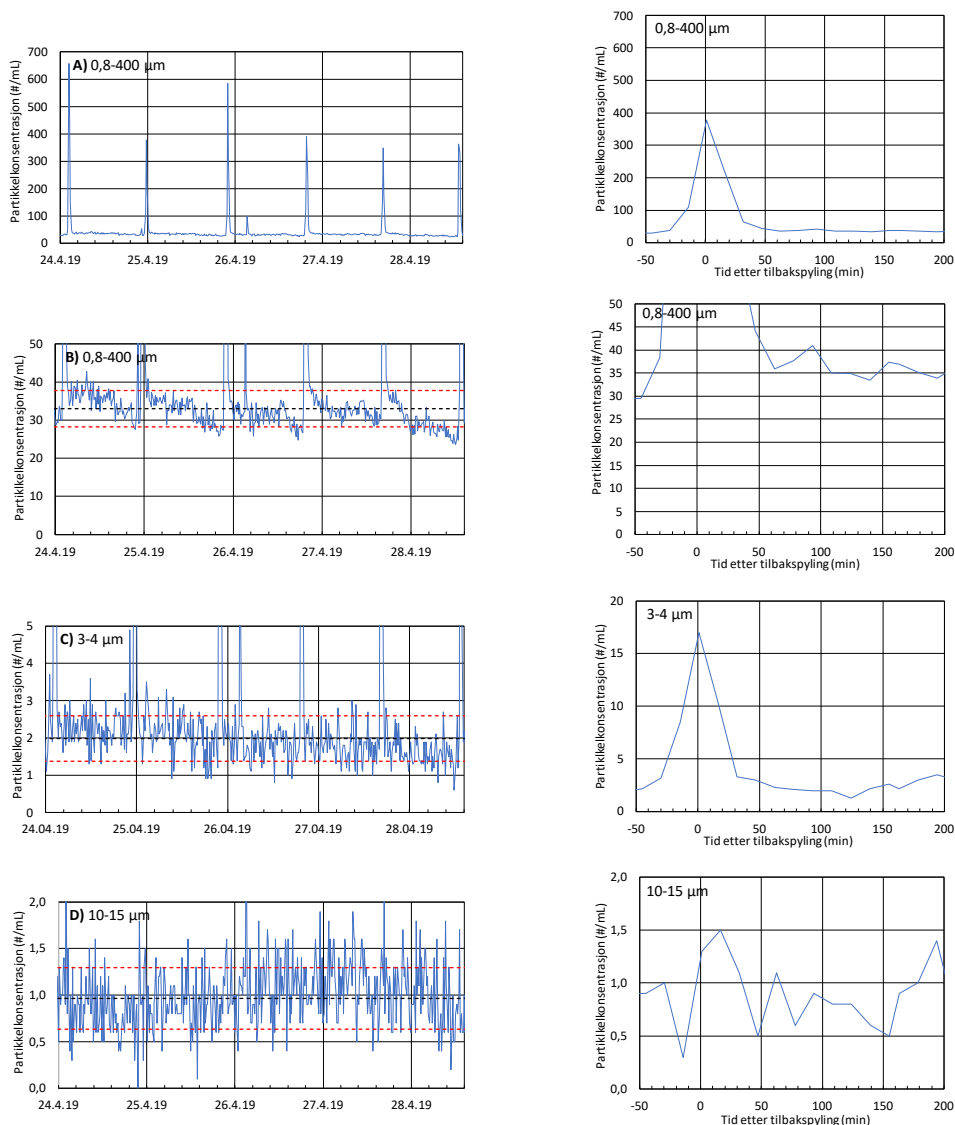 Partikkelkonsentrasjon (#/mL)
A) 0,8-400 µm
700
600
500
400
300
200
100
0
24.4.19 25.4.19 26.4.19 27.4.19 28.4.19
Partiklkelkonsentrasjon (#/mL)
0,8-400 µm
700
600
500
400
300
200
100
0
-50 0 50 100 150 200
Tid etter tilbakspyling (min)
Partiklkelkonsentrasjon (#/mL)
B) 0,8-400 µm
50
40
30
20
10
0
24.4.19 25.4.19 26.4.19 27.4.19 28.4.19
Partiklkelkonsentrasjon (#/mL)
0,8-400 µm
50
45
40
35
30
25
20
15
10
5
0
-50 0 50 100 150 200
Tid etter tilbakspyling (min)
Partikkelkonsentrasjon (#/mL)
C) 3-4 µm
5
4
3
2
1
0
24.04.19 25.04.19 26.04.19 27.04.19 28.04.19
Partiklkelkonsentrasjon (#/mL)
3-4 µm
20
15
10
5
0
-50 0 50 100 150 200
Tid etter tilbakspyling (min)
Partikkelkonsentrasjon (#/mL)
D) 10-15 µm
2,0
1,5
1,0
0,5
0,0
24.4.19 25.4.19 26.4.19 27.4.19 28.4.19
Partiklkelkonsentrasjon (#/mL)
10-15 µm
2,0
1,5
1,0
0,5
0,0
-50 0 50 100 150 200
Tid etter tilbakspyling (min)